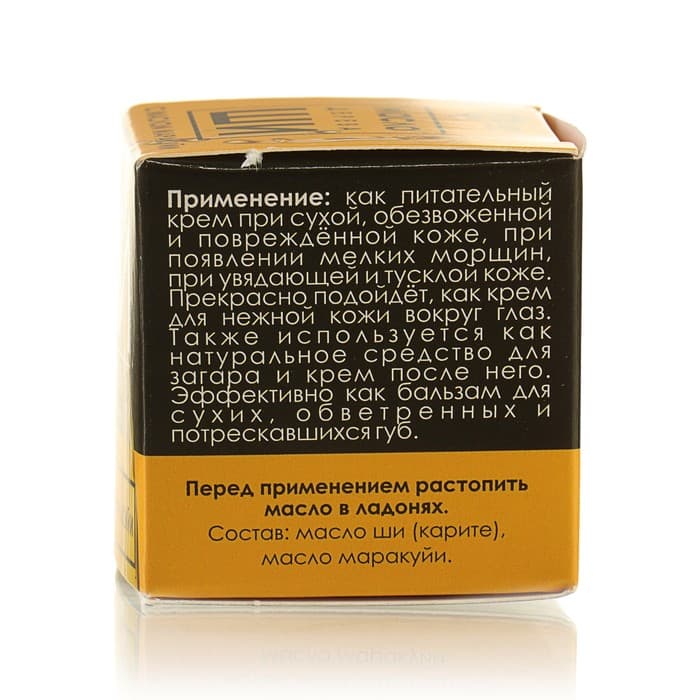 Применение: как питательный
крем при сухой, обезвоженной
и повреждённой коже, при
появлении мелких морщин,
при увядающей и тусклой коже.
Прекрасно подойдёт, как крем
для нежной кожи вокруг глаз.
Также используется как
натуральное средство для
загара и крем после него.
Эффективно как бальзам для
сухих, обветренных и
потрескавшихся губ.
Перед применением растопить
масло в ладонях.
Состав: масло ши (карите),
масло маракуйи.